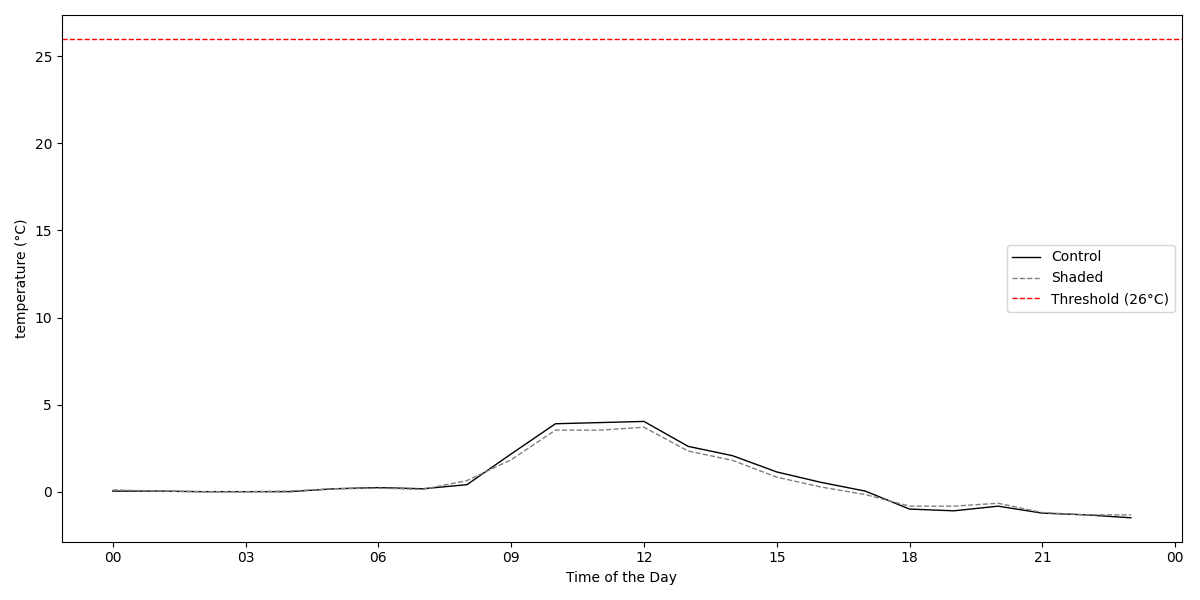 25
20
15
10
5
0
temperature (°C)
Control
Shaded
Threshold (26°C)
00 03 06 09 12 15 18 21 00
Time of the Day